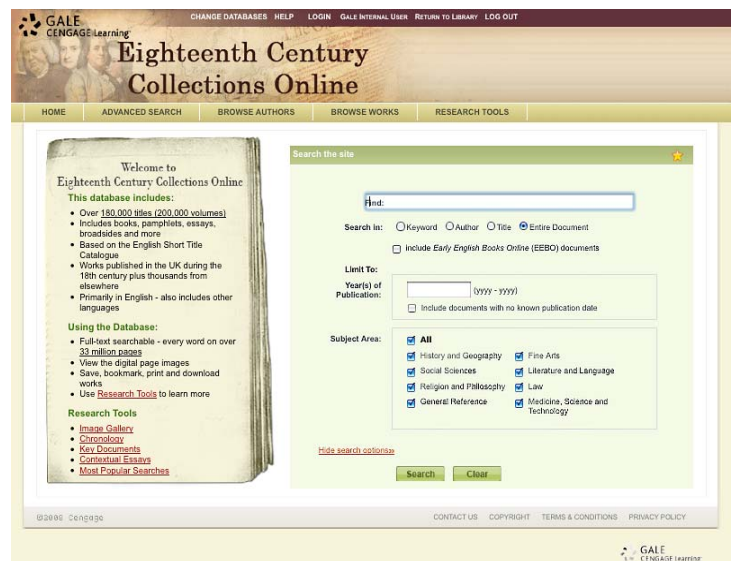 GALE
CENGAGE Learning
CHANGE DATABASES HELP LOGIN GALE INTERNAL USER RETURN TO LIBRARY LOG OUT
Eighteenth Century
Collections Online
HOME ADVANCED SEARCH BROWSE AUTHORS BROWSE WORKS RESEARCH TOOLS
Welcome to
Eighteenth Century Collections Online
This database includes:
• Over 180,000 titles (200,000 volumes)
• Includes books, pamphlets, essays,
broadsides and more
• Based on the English Short Title
Catalogue
• Works published in the UK during the
18th century plus thousands from
elsewhere
• Primarily in English - also includes other
languages
Using the Database:
• Full-text searchable - every word on over
33 million pages
• View the digital page images
• Save, bookmark, print and download
works
• Use Research Tools to learn more
Research Tools
• Image Gallery
• Chronology
• Key Documents
• Contextual Essays
• Most Popular Searches
Search the site
Find:
Search in: Keyword Author Title Entire Document
include Early English Books Online (EEBO) documents
Limit To:
Year(s) of
Publication:
(yyyy - yyyy)
Include documents with no known publication date
Subject Area: All
History and Geography Fine Arts
Social Sciences Literature and Language
Religion and Philosophy Law
General Reference Medicine, Science and
Technology
Hide search options»
Search Clear
Cengage
CONTACT US COPYRIGHT TERMS & CONDITIONS PRIVACY POLICY
GALE
CENGAGE Learning